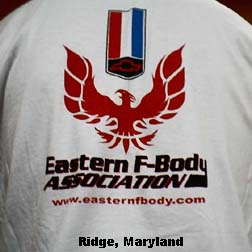 Eastern F-Body
ASSOCIATION
www.easternfbody.com
Ridge, Maryland